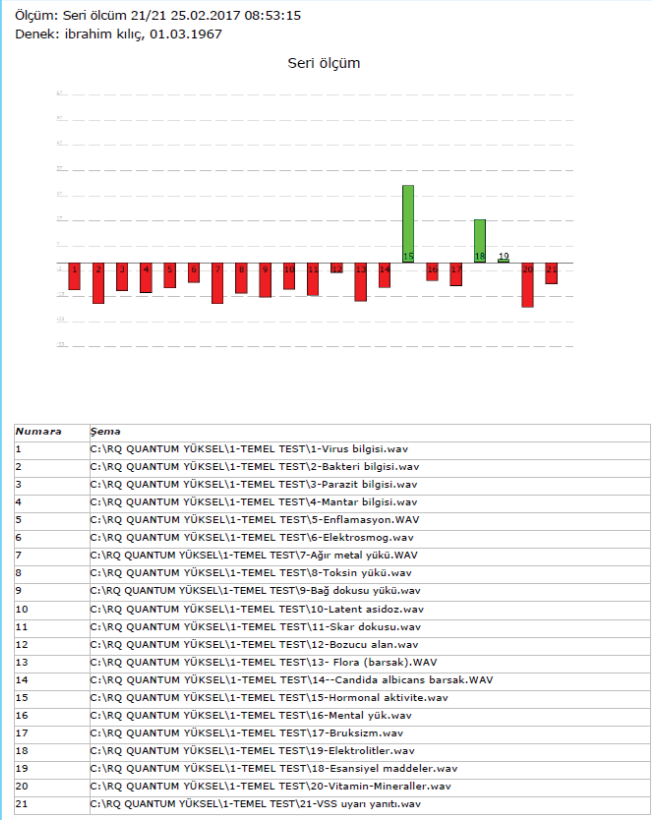 Ölçüm: Seri ölcüm 21/21 25.02.2017 08:53:15
Denek: ibrahim kılıç, 01.03.1967
Seri ölçüm
1 2 3 4 5 6 7 8 9 10 11 12 13 14 15 16 17 18 19 20 21
Numara Şema
1 C:\RQ QUANTUM YÜKSEL\1-TEMEL TEST\1-Virus bilgisi.wav
2 C:\RQ QUANTUM YÜKSEL\1-TEMEL TEST\2-Bakteri bilgisi.wav
3 C:\RQ QUANTUM YÜKSEL\1-TEMEL TEST\3-Parazit bilgisi.wav
4 C:\RQ QUANTUM YÜKSEL\1-TEMEL TEST\4-Mantar bilgisi.wav
5 C:\RQ QUANTUM YÜKSEL\1-TEMEL TEST\5-Enflamasyon.WAV
6 C:\RQ QUANTUM YÜKSEL\1-TEMEL TEST\6-Elektrosmog.wav
7 C:\RQ QUANTUM YÜKSEL\1-TEMEL TEST\7-Ağır metal yükü.WAV
8 C:\RQ QUANTUM YÜKSEL\1-TEMEL TEST\8-Toksin yükü.wav
9 C:\RQ QUANTUM YÜKSEL\1-TEMEL TEST\9-Bağ dokusu yükü.wav
10 C:\RQ QUANTUM YÜKSEL\1-TEMEL TEST\10-Latent asidoz.wav
11 C:\RQ QUANTUM YÜKSEL\1-TEMEL TEST\11-Skar dokusu.wav
12 C:\RQ QUANTUM YÜKSEL\1-TEMEL TEST\12-Bozucu alan.wav
13 C:\RQ QUANTUM YÜKSEL\1-TEMEL TEST\13- Flora (barsak).WAV
14 C:\RQ QUANTUM YÜKSEL\1-TEMEL TEST\14--Candida albicans barsak.WAV
15 C:\RQ QUANTUM YÜKSEL\1-TEMEL TEST\15-Hormonal aktivite.wav
16 C:\RQ QUANTUM YÜKSEL\1-TEMEL TEST\16-Mental yük.wav
17 C:\RQ QUANTUM YÜKSEL\1-TEMEL TEST\17-Bruksizm.wav
18 C:\RQ QUANTUM YÜKSEL\1-TEMEL TEST\19-Elektrolitler.wav
19 C:\RQ QUANTUM YÜKSEL\1-TEMEL TEST\18-Esansiyel maddeler.wav
20 C:\RQ QUANTUM YÜKSEL\1-TEMEL TEST\20-Vitamin-Mineraller.wav
21 C:\RQ QUANTUM YÜKSEL\1-TEMEL TEST\21-VSS uyarı yanıtı.wav